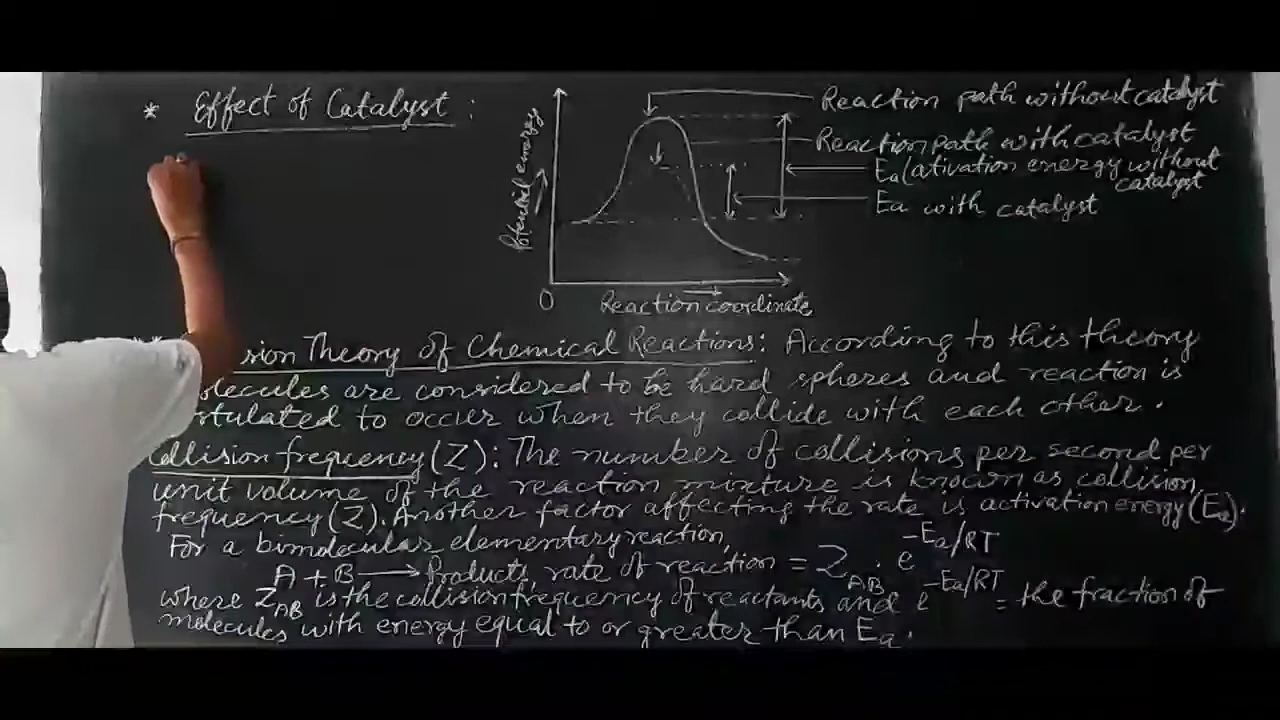 * Effect of Catalyst :
Reaction path without catalyst
Reaction path with catalyst
Ea (ativation energy without
catalyst
Ea with catalyst
Potential energy
O
Reaction coordinate
sion Theory of Chemical Reactions: According to this theory
olecules are considered to be hard spheres and reaction is
stulated to occur when they collide with each other.
ollision frequency (Z): The number of collisions per second per
unit volume of the reaction mixture is known as collision
frequency (Z). Another factor affecting the rate is activation energy (Ea).
For a bimolecular elementary reaction,
A + B ⟶ Products, rate of reaction = Z_AB . e^-Ea/RT
where Z_AB is the collision frequency of reactants and e^-Ea/RT = the fraction of
molecules with energy equal to or greater than Ea.